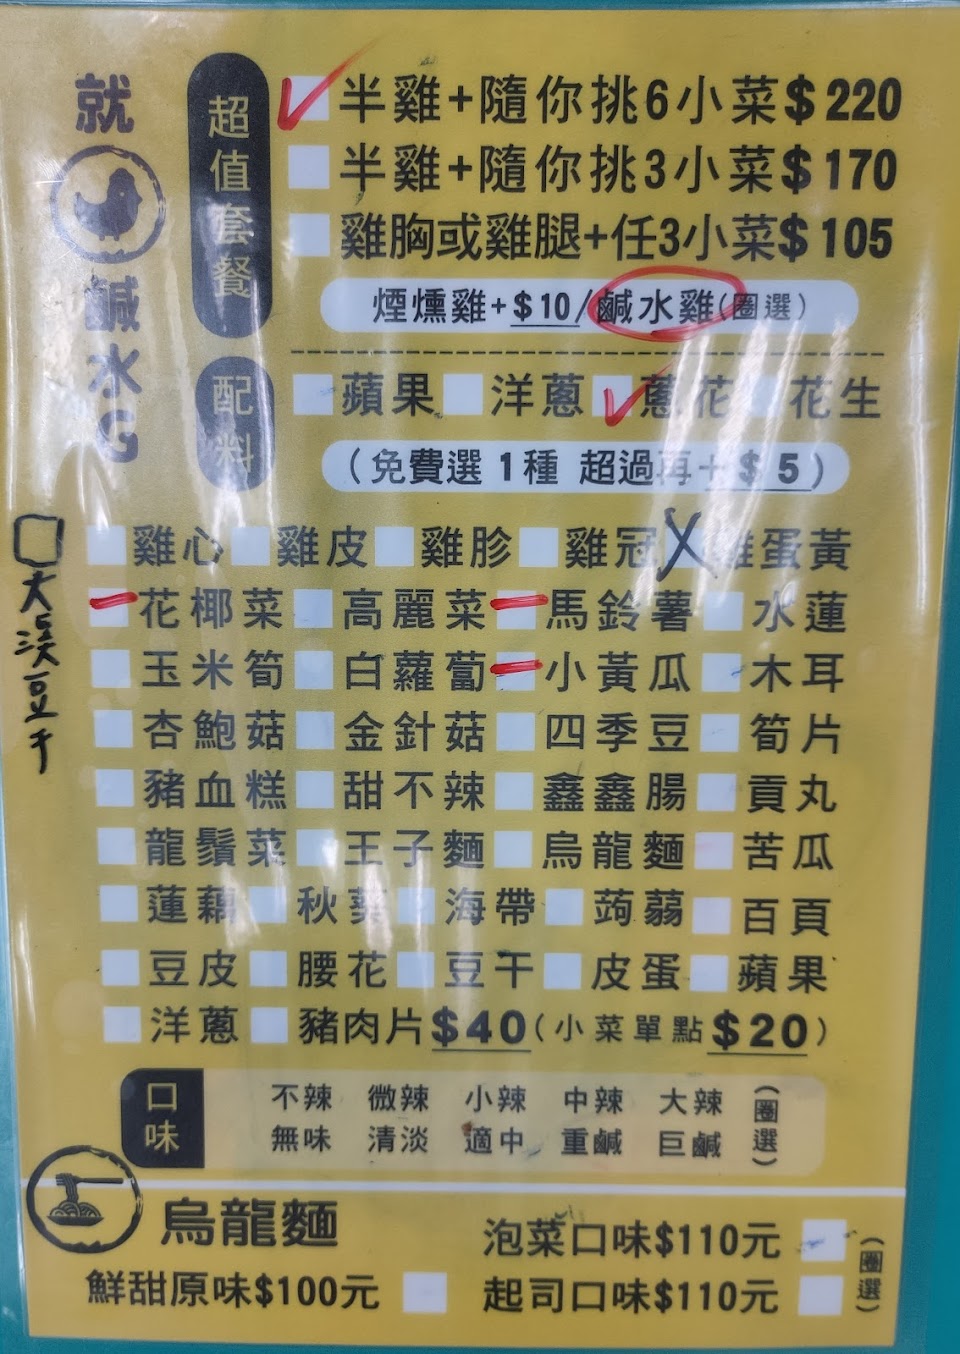 就
鹹水G
超值套餐
半雞+隨你挑6小菜$220
半雞+隨你挑3小菜$170
雞胸或雞腿+任3小菜$105
煙燻雞+$10/鹹水雞(圈選)
配料
蘋果 洋蔥 蔥花 花生
(免費選1種 超過再+$5)
雞心 雞皮 雞胗 雞冠 雞蛋黃
大溪豆干
花椰菜 高麗菜 馬鈴薯 水蓮
玉米筍 白蘿蔔 小黃瓜 木耳
杏鮑菇 金針菇 四季豆 筍片
豬血糕 甜不辣 鑫鑫腸 貢丸
龍鬚菜 王子麵 烏龍麵 苦瓜
蓮藕 秋葵 海帶 蒟蒻 百頁
豆皮 腰花 豆干 皮蛋 蘋果
洋蔥 豬肉片$40(小菜單點$20)
口味
不辣 微辣 小辣 中辣 大辣
無味 清淡 適中 重鹹 巨鹹
(圈選)
烏龍麵
泡菜口味$110元
鮮甜原味$100元 起司口味$110元
(圈選)